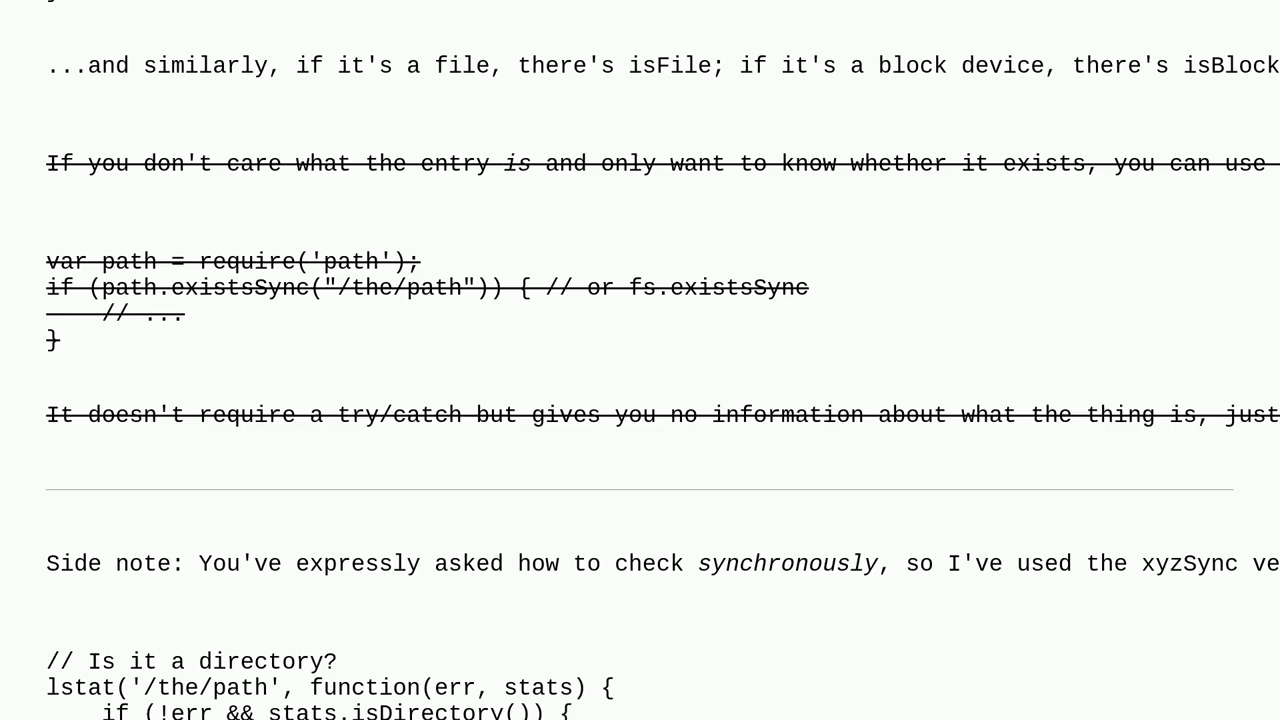 ...and similarly, if it's a file, there's isFile; if it's a block device, there's isBlock
If you don't care what the entry is and only want to know whether it exists, you can use
var path = require('path');
if (path.existsSync("/the/path")) { // or fs.existsSync
    // ...
}
It doesn't require a try/catch but gives you no information about what the thing is, just
Side note: You've expressly asked how to check synchronously, so I've used the xyzSync ve
// Is it a directory?
lstat('/the/path', function(err, stats) {
    if (!err && stats.isDirectory()) {